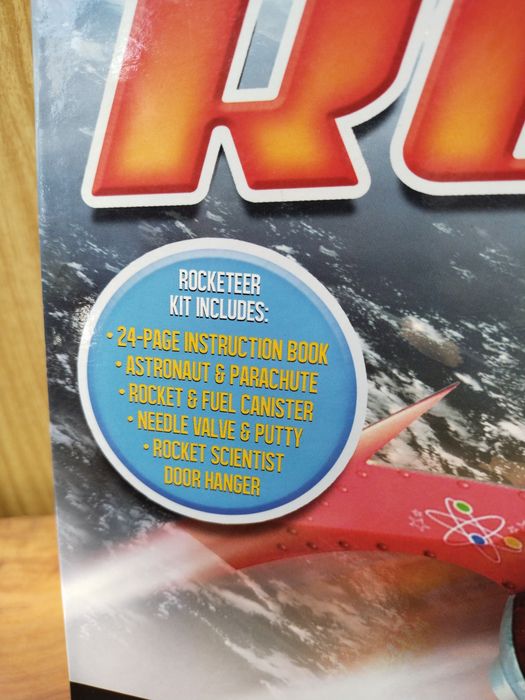 ROCKETEER
KIT INCLUDES:
• 24-PAGE INSTRUCTION BOOK
• ASTRONAUT & PARACHUTE
• ROCKET & FUEL CANISTER
• NEEDLE VALVE & PUTTY
• ROCKET SCIENTIST
DOOR HANGER